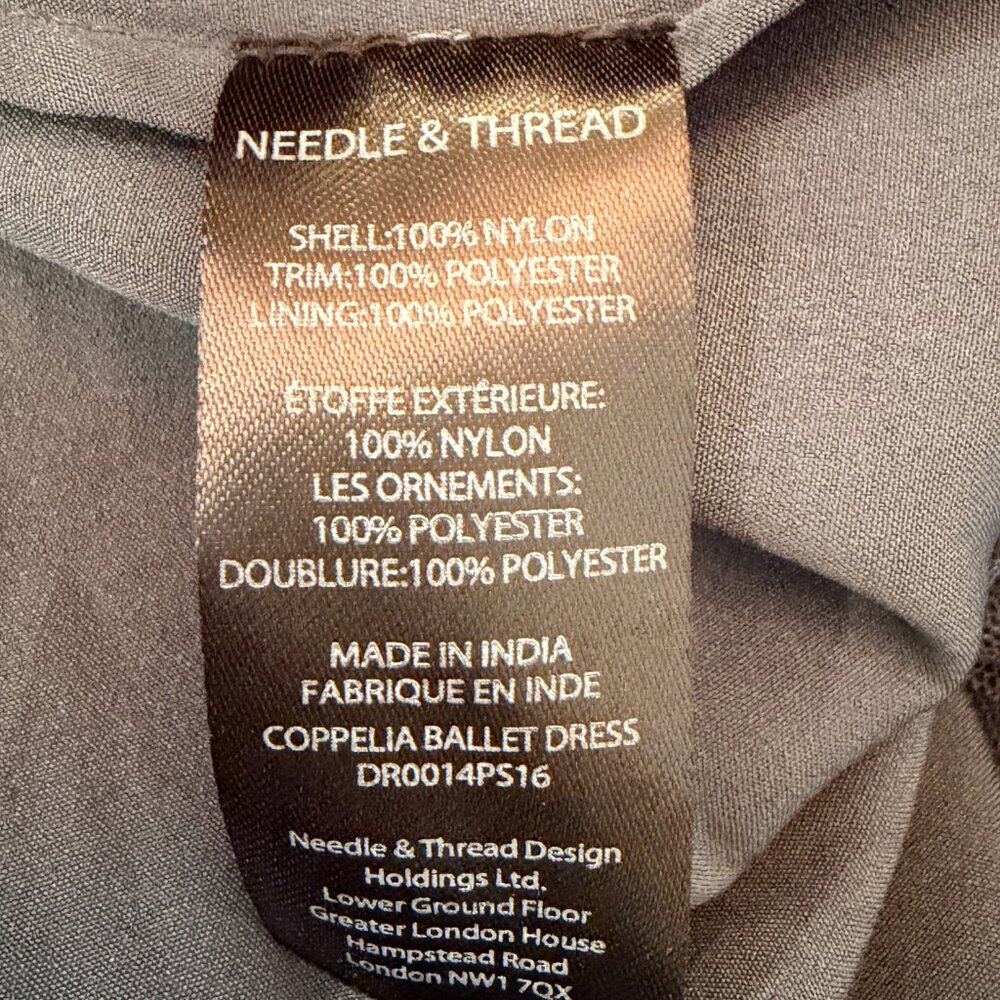 NEEDLE & THREAD
SHELL:100% NYLON
TRIM:100% POLYESTER
LINING:100% POLYESTER
ÉTOFFE EXTÉRIEURE:
100% NYLON
LES ORNEMENTS:
100% POLYESTER
DOUBLURE:100% POLYESTER
MADE IN INDIA
FABRIQUE EN INDE
COPPELIA BALLET DRESS
DR0014PS16
Needle & Thread Design
Holdings Ltd.
Lower Ground Floor
Greater London House
Hampstead Road
London NW1 7QX